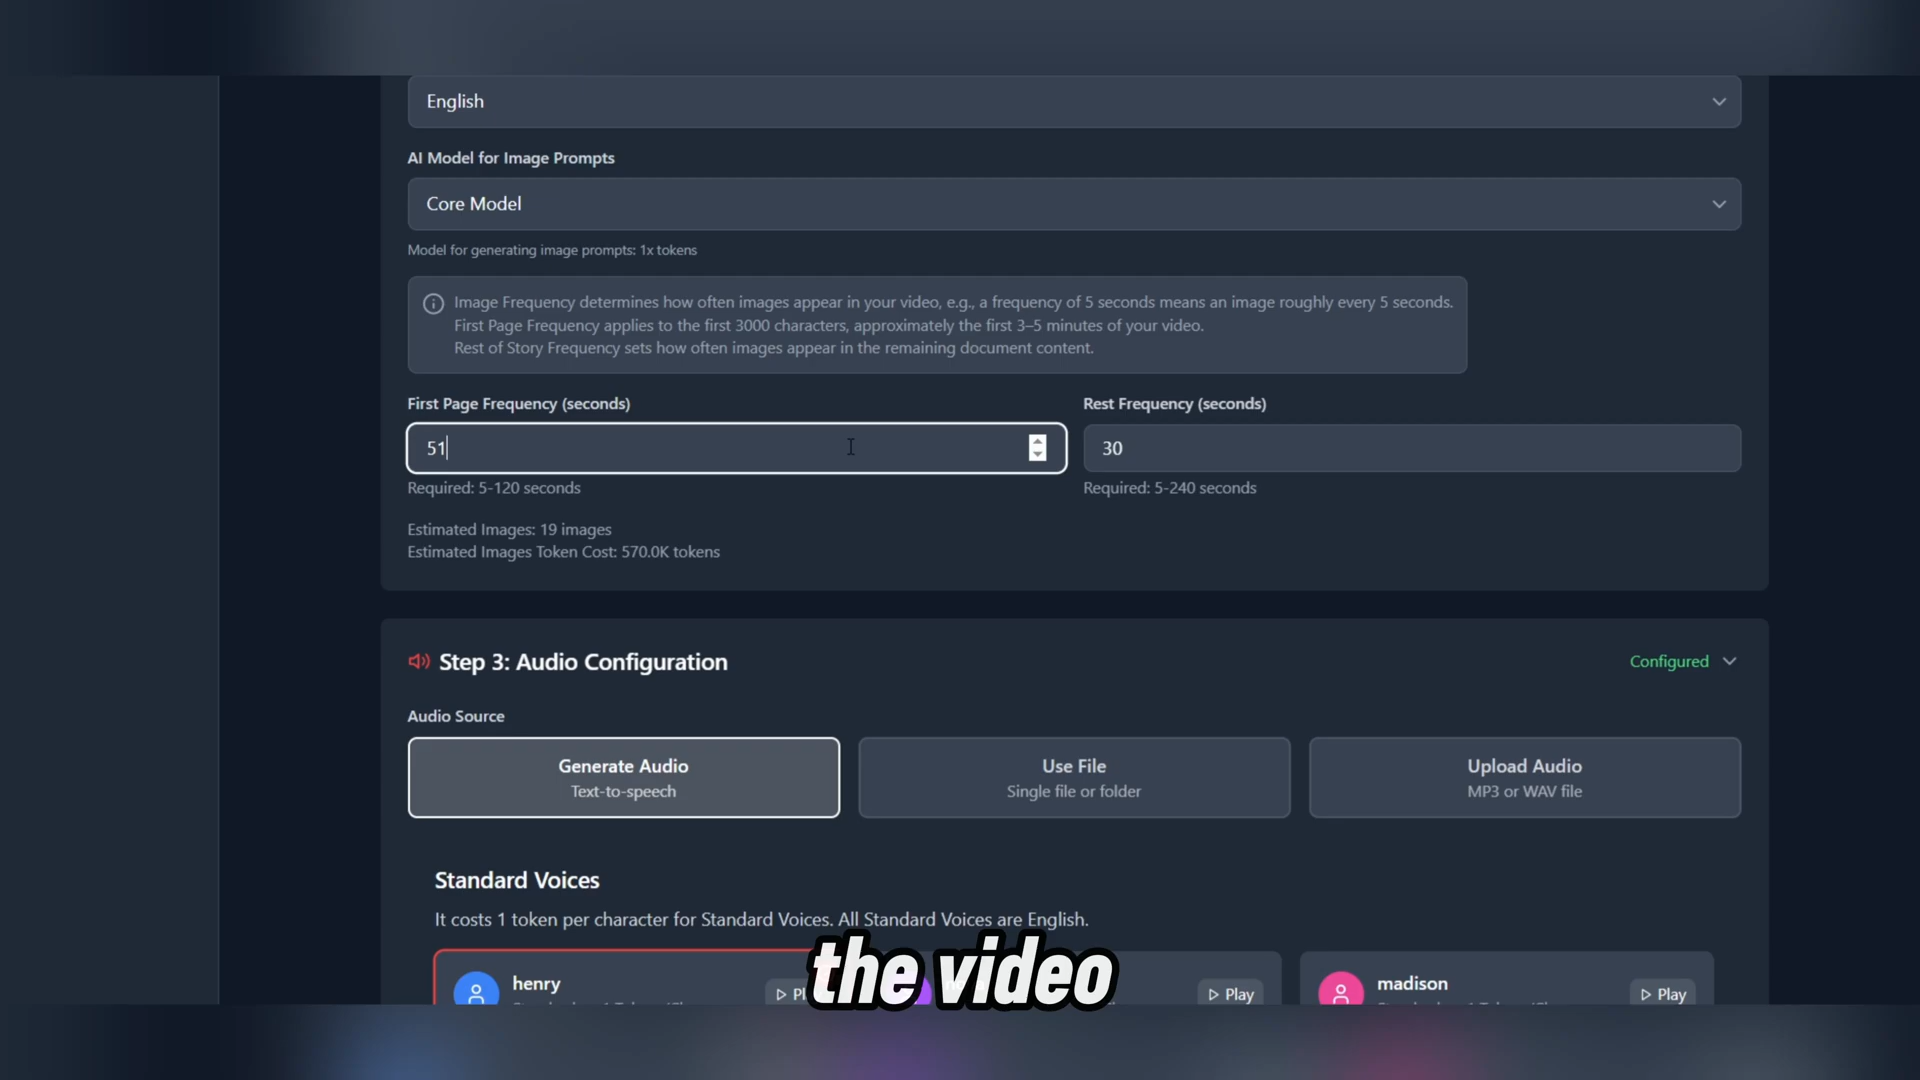 English
AI Model for Image Prompts
Core Model
Model for generating image prompts: 1x tokens
Image Frequency determines how often images appear in your video, e.g., a frequency of 5 seconds means an image roughly every 5 seconds.
First Page Frequency applies to the first 3000 characters, approximately the first 3–5 minutes of your video.
Rest of Story Frequency sets how often images appear in the remaining document content.
First Page Frequency (seconds)
Rest Frequency (seconds)
51
30
Required: 5-120 seconds
Required: 5-240 seconds
Estimated Images: 19 images
Estimated Images Token Cost: 570.0K tokens
Step 3: Audio Configuration
Configured
Audio Source
Generate Audio
Text-to-speech
Use File
Single file or folder
Upload Audio
MP3 or WAV file
Standard Voices
It costs 1 token per character for Standard Voices. All Standard Voices are English.
henry
Play
madison
Play
the video